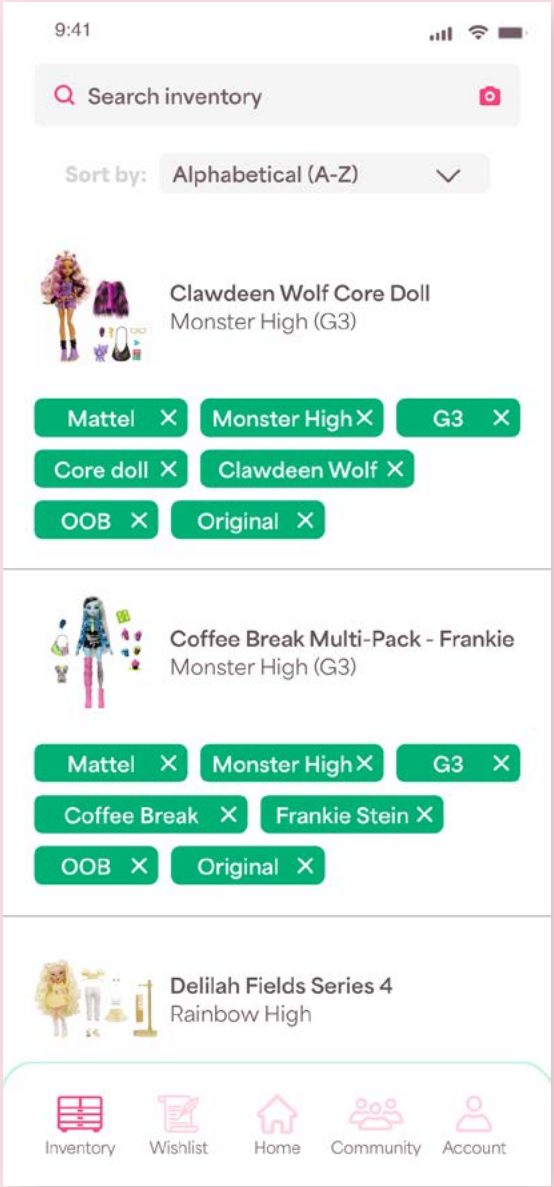 9:41
Search inventory
Sort by: Alphabetical (A-Z)
Clawdeen Wolf Core Doll
Monster High (G3)
Mattel X Monster High X G3 X
Core doll X Clawdeen Wolf X
OOB X Original X
Coffee Break Multi-Pack - Frankie
Monster High (G3)
Mattel X Monster High X G3 X
Coffee Break X Frankie Stein X
OOB X Original X
Delilah Fields Series 4
Rainbow High
Inventory Wishlist Home Community Account